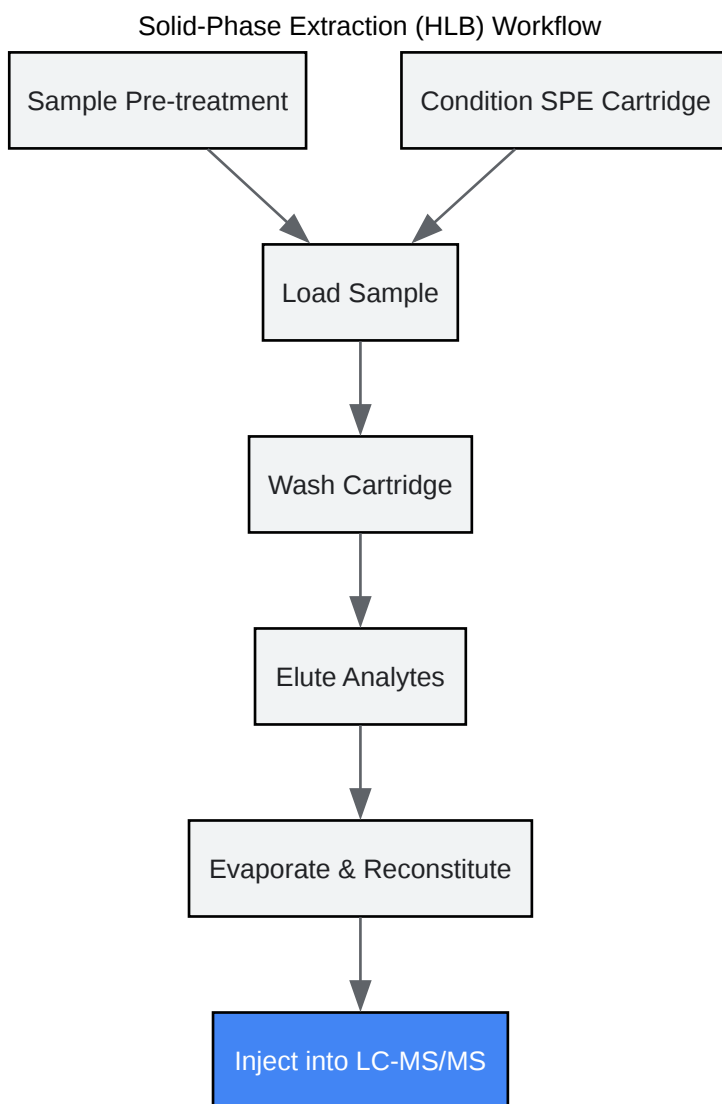 Solid-Phase Extraction (HLB) Workflow
Sample Pre-treatment
Condition SPE Cartridge
Load Sample
Wash Cartridge
Elute Analytes
Evaporate & Reconstitute
Inject into LC-MS/MS